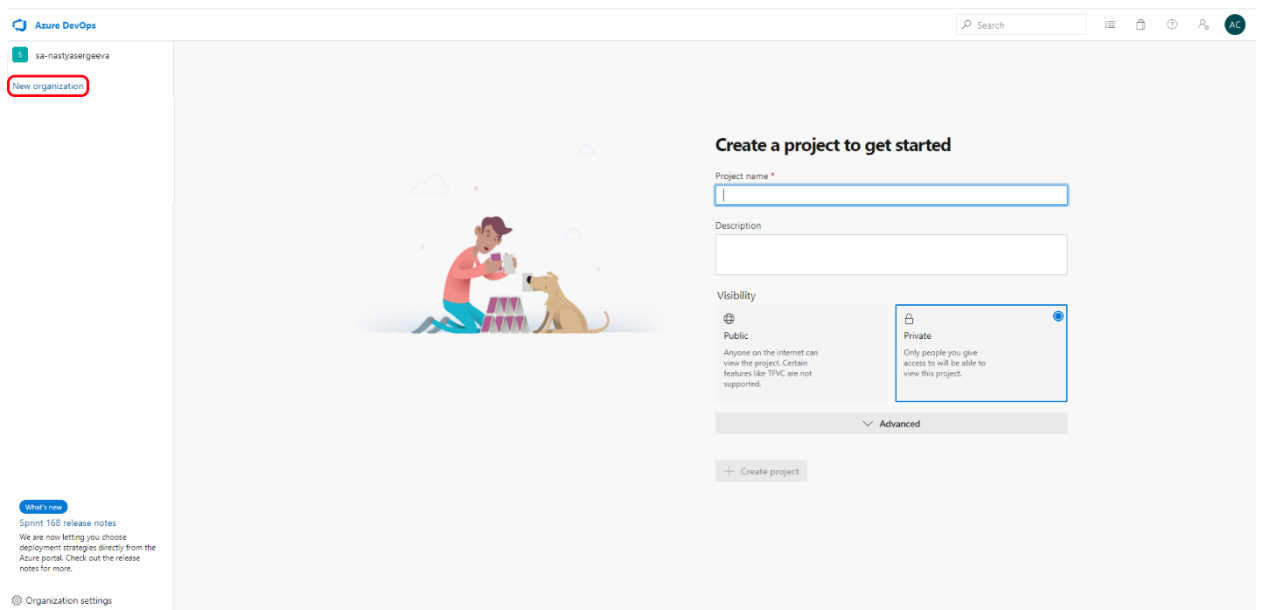 Azure DevOps
Search
AC
S
sa-nastyasergeeva
New organization
Create a project to get started
Project name *
Description
Visibility
Public
Anyone on the internet can
view the project. Certain
features like TFVC are not
supported.
Private
Only people you give
access to will be able to
view this project.
Advanced
+ Create project
What's new
Sprint 168 release notes
We are now letting you choose
deployment strategies directly from the
Azure portal. Check out the release
notes for more.
Organization settings